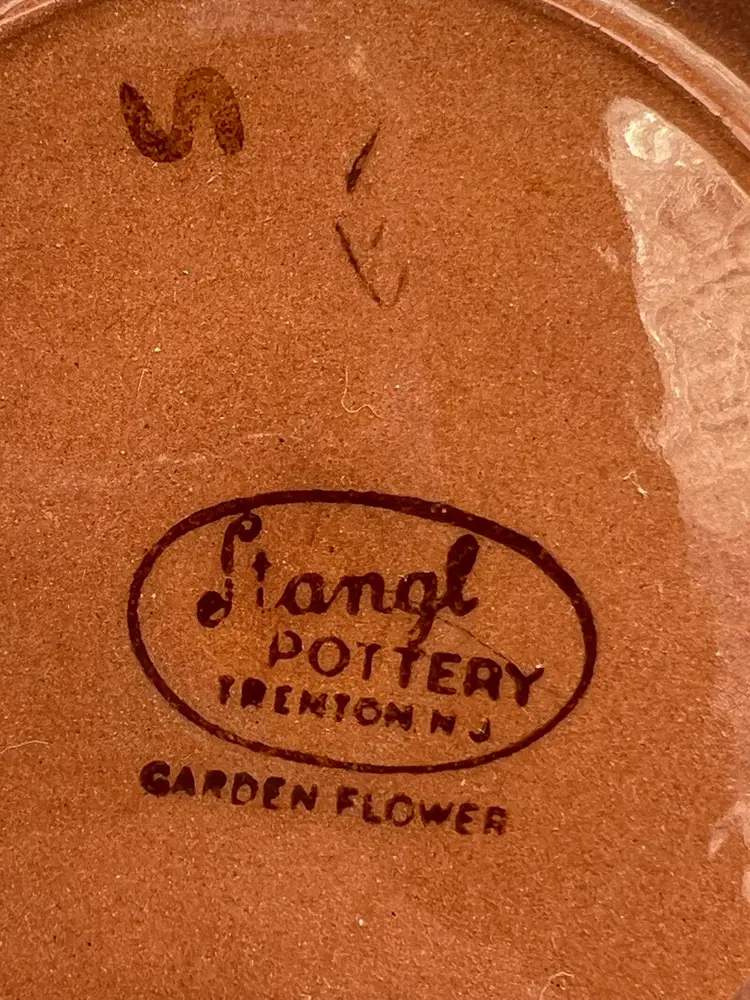 S
Stangl
POTTERY
TRENTON. N J
GARDEN FLOWER